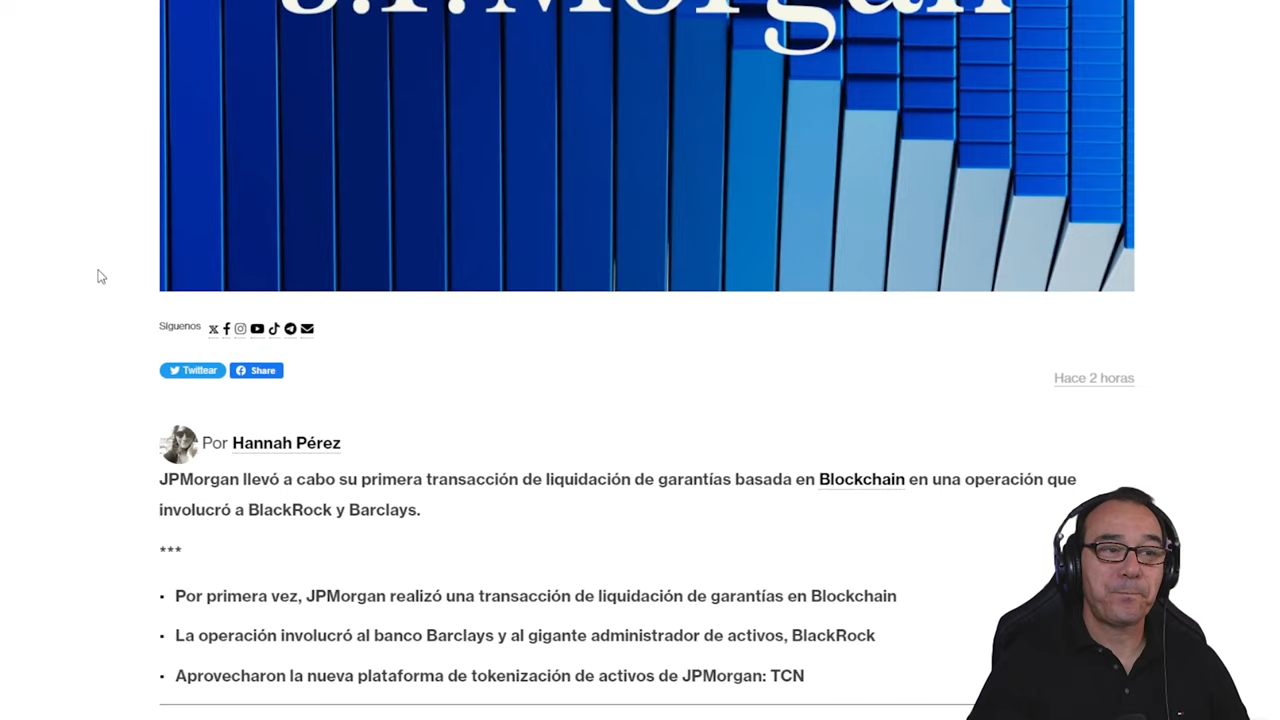 J.P.Morgan
Síguenos
Twittear Share
Hace 2 horas
Por Hannah Pérez
JPMorgan llevó a cabo su primera transacción de liquidación de garantías basada en Blockchain en una operación que
involucró a BlackRock y Barclays.
***
• Por primera vez, JPMorgan realizó una transacción de liquidación de garantías en Blockchain
• La operación involucró al banco Barclays y al gigante administrador de activos, BlackRock
• Aprovecharon la nueva plataforma de tokenización de activos de JPMorgan: TCN